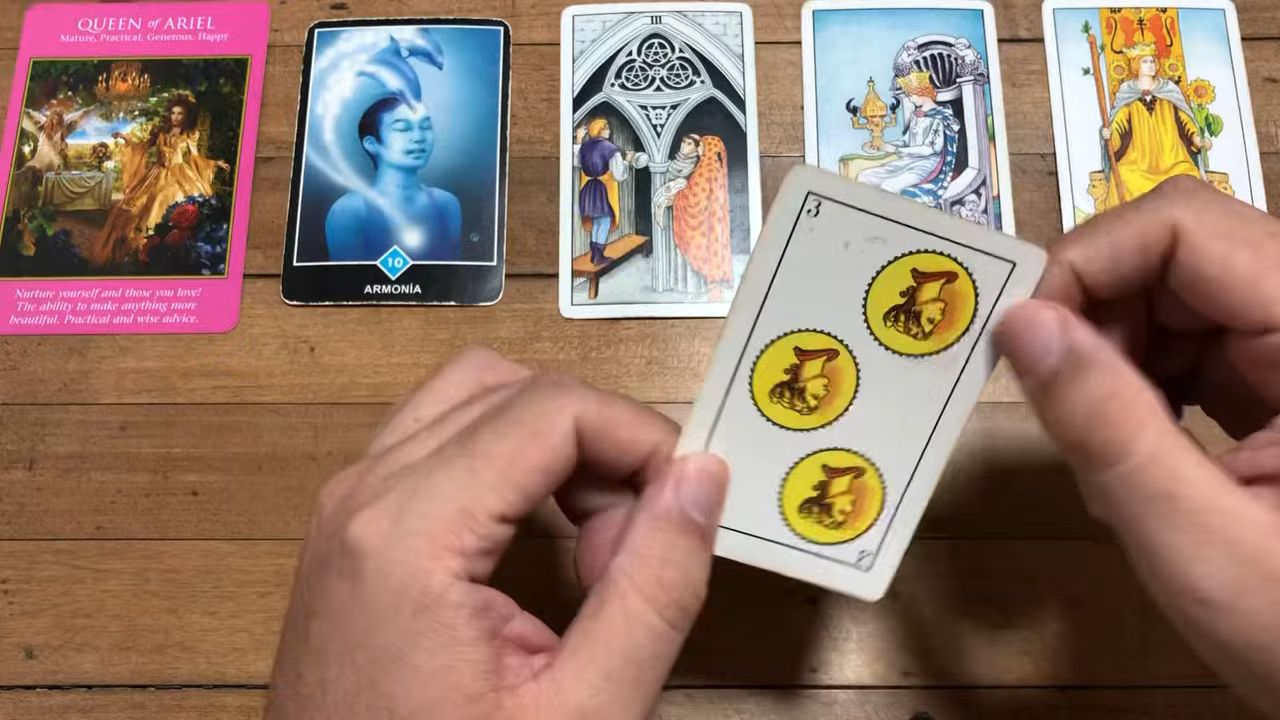 QUEEN of ARIEL
Mature, Practical, Generous, Happy
Nurture yourself and those you love!
The ability to make anything more
beautiful. Practical and wise advice.
10
ARMONÍA
III
3